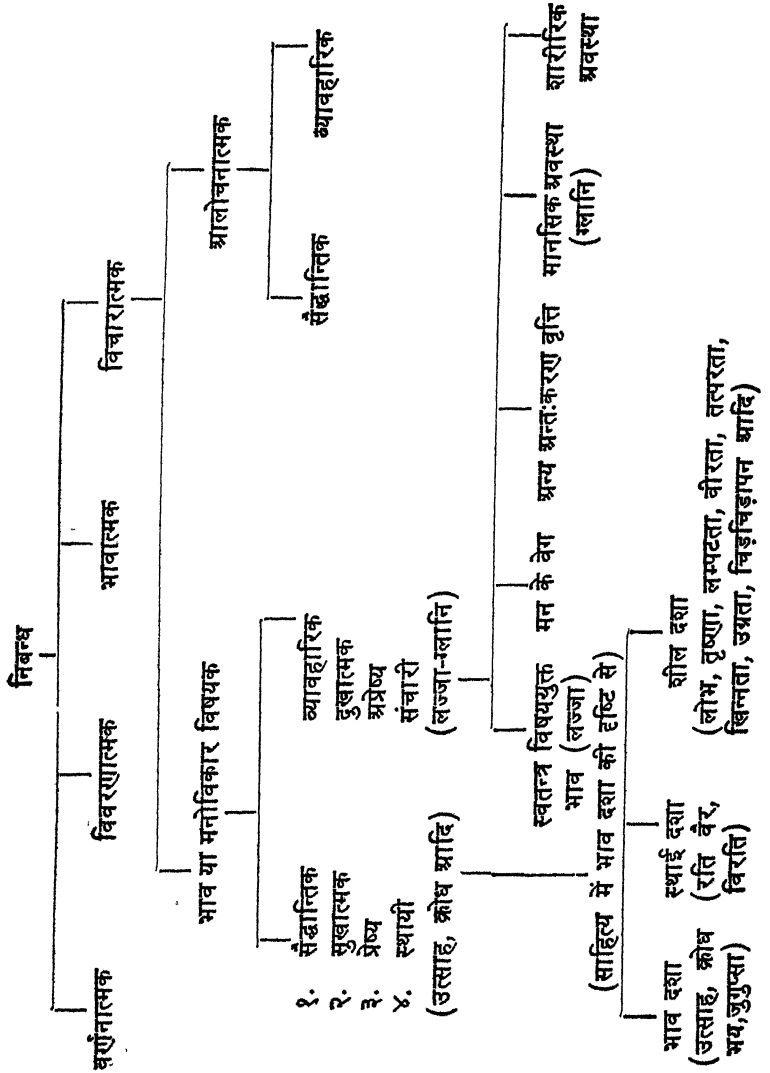 निबन्ध
वर्णनात्मक विवरणात्मक भावात्मक विचारात्मक
भाव या मनोविकार विषयक आलोचनात्मक
सैद्धान्तिक व्यावहारिक
१. सैद्धान्तिक व्यावहारिक
२. सुखात्मक दुखात्मक
३. प्रेष्य अप्रेष्य
४. स्थायी संचारी
(उत्साह, क्रोध आदि) (लज्जा-ग्लानि)
स्वतन्त्र विषययुक्त मन के वेग अन्य अन्तःकरण वृत्ति मानसिक अवस्था शारीरिक
भाव (लज्जा) (ग्लानि) अवस्था
(साहित्य में भाव दशा की दृष्टि से)
भाव दशा स्थाई दशा शील दशा
(उत्साह, क्रोध (रति वैर, (लोभ, तृष्णा, लम्पटता, वीरता, तत्परता,
भय,जुगुप्सा) विरति) खिन्नता, उग्रता, चिड़चिड़ापन आदि)